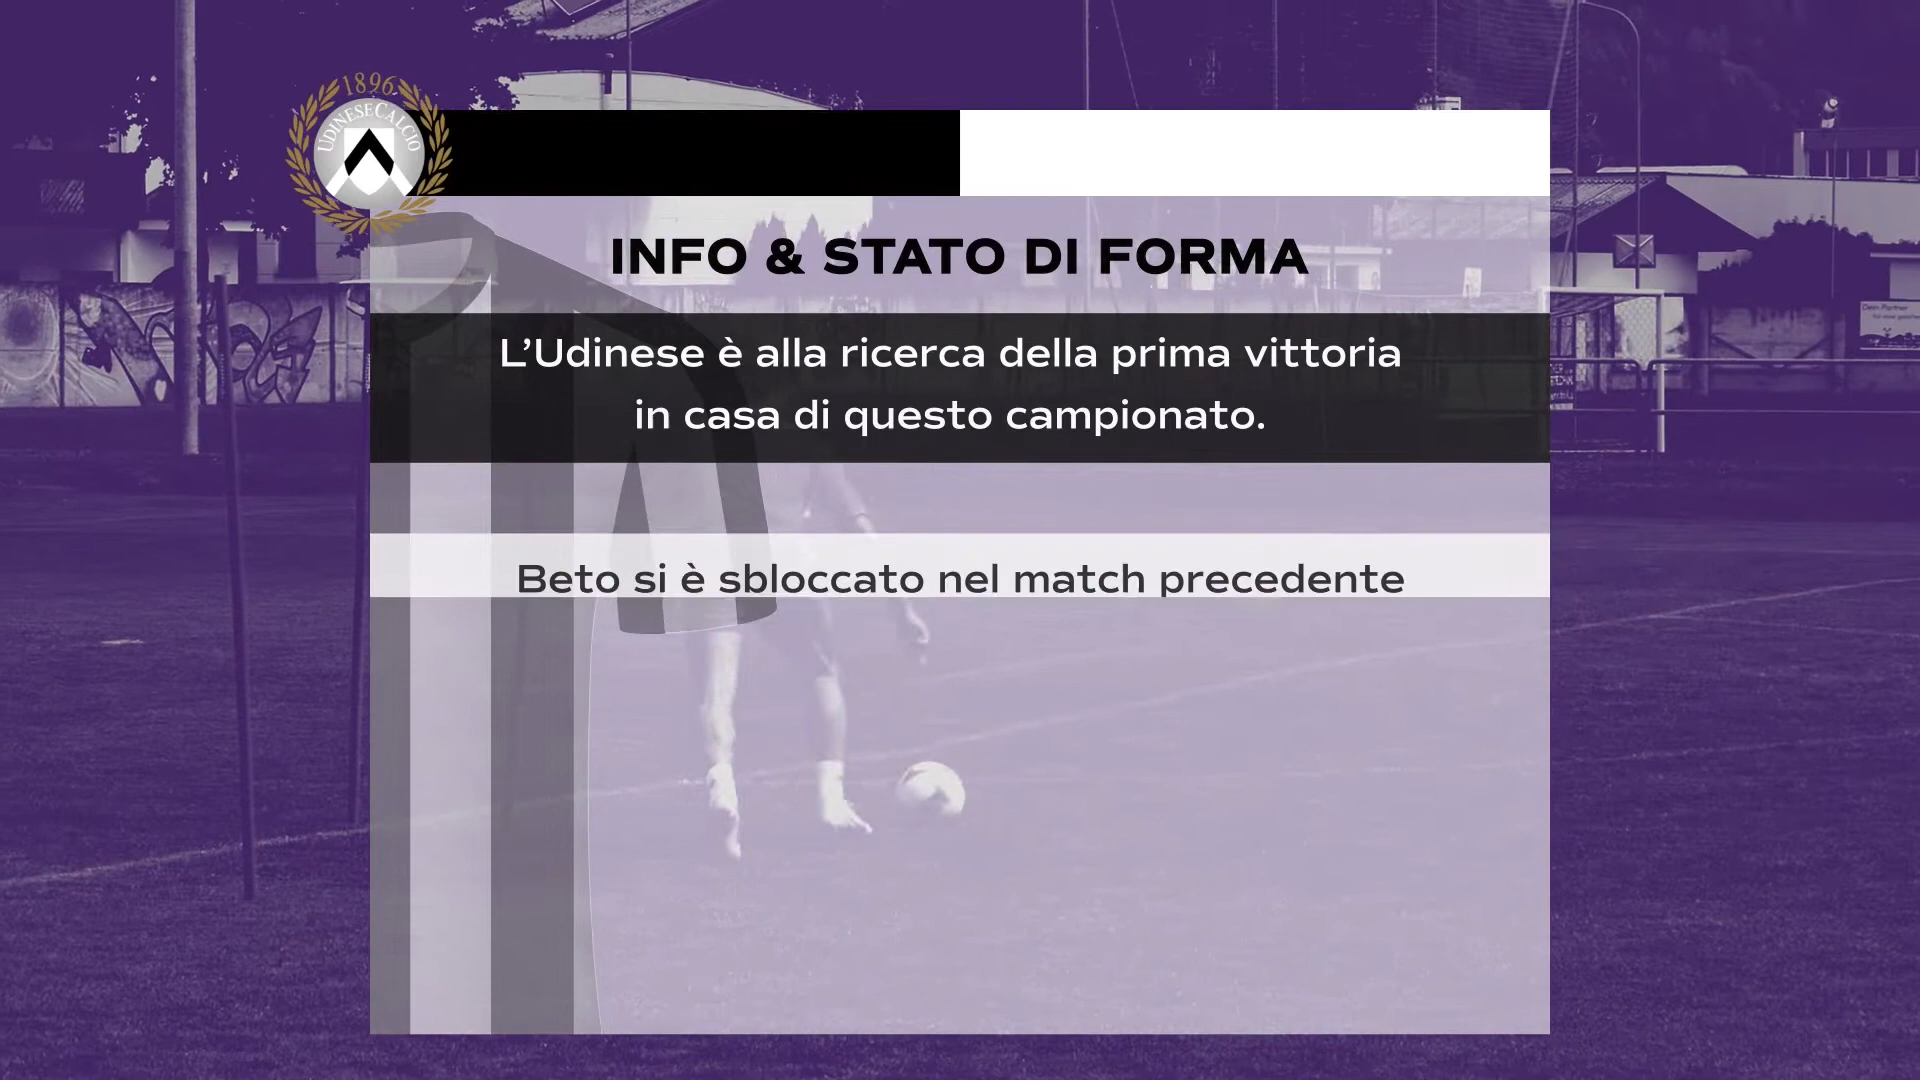 1896
UDINESE CALCIO
INFO & STATO DI FORMA
L’Udinese è alla ricerca della prima vittoria
in casa di questo campionato.
Beto si è sbloccato nel match precedente